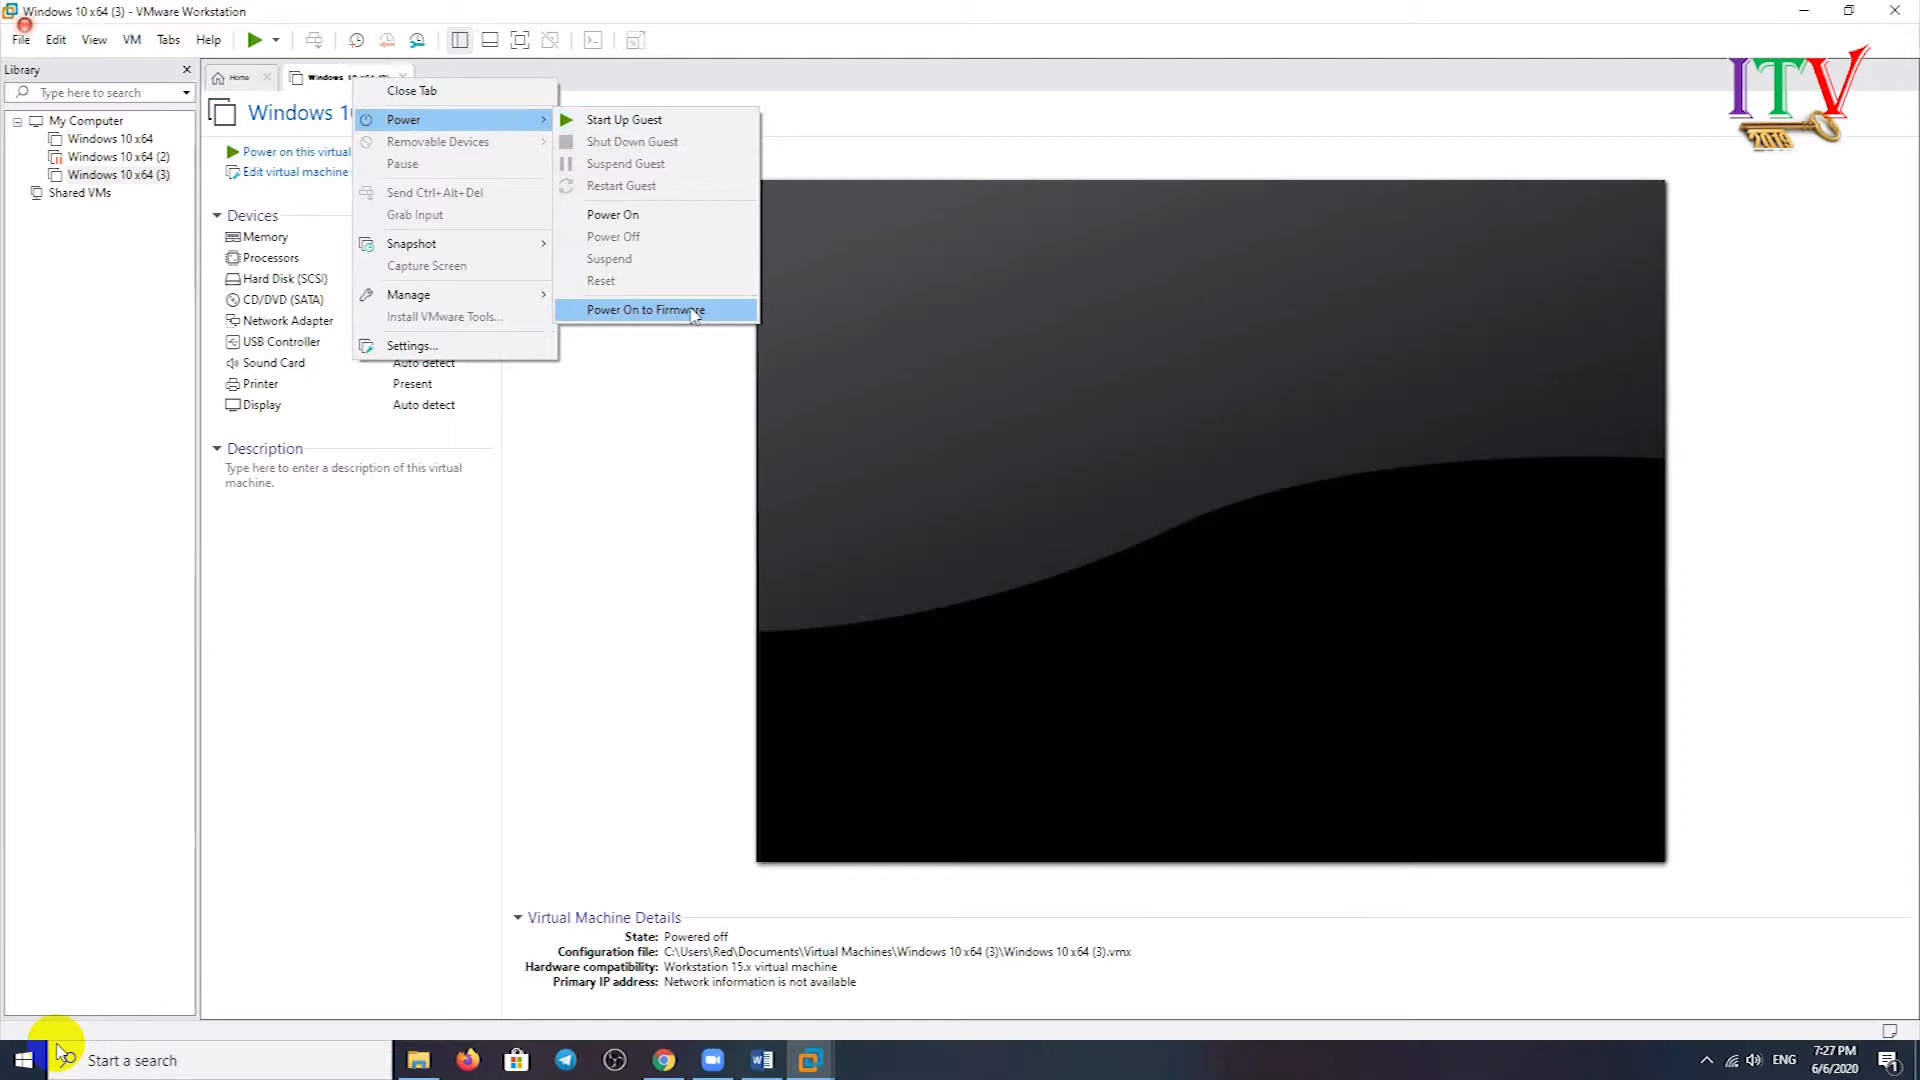 Windows 10 x64 (3) - VMware Workstation
File Edit View VM Tabs Help
Library
Type here to search
My Computer
Windows 10 x64
Windows 10 x64 (2)
Windows 10 x64 (3)
Shared VMs
Home
Windows 10
Power on this virtual
Edit virtual machine
Devices
Memory
Processors
Hard Disk (SCSI)
CD/DVD (SATA)
Network Adapter
USB Controller
Sound Card Auto detect
Printer Present
Display Auto detect
Description
Type here to enter a description of this virtual
machine.
Close Tab
Power
Removable Devices
Pause
Send Ctrl+Alt+Del
Grab Input
Snapshot
Capture Screen
Manage
Install VMware Tools...
Settings...
Start Up Guest
Shut Down Guest
Suspend Guest
Restart Guest
Power On
Power Off
Suspend
Reset
Power On to Firmware
ITV
2019
Virtual Machine Details
State: Powered off
Configuration file: C:\Users\Red\Documents\Virtual Machines\Windows 10 x64 (3)\Windows 10 x64 (3).vmx
Hardware compatibility: Workstation 15.x virtual machine
Primary IP address: Network information is not available
Start a search
ENG
7:27 PM
6/6/2020
1